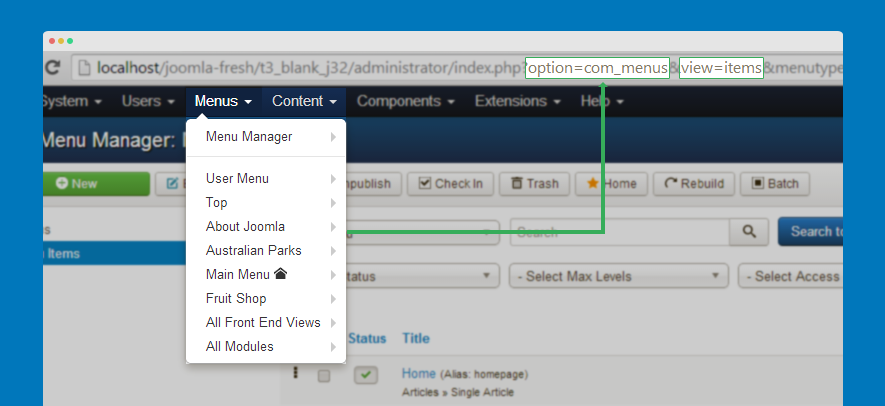 localhost/joomla-fresh/t3_blank_j32/administrator/index.php?option=com_menus&view=items&menutype
System Users Menus Content Components Extensions Help
Menu Manager:
New
publish
Check In
Trash
Home
Rebuild
Batch
Menu Manager
User Menu
Top
About Joomla
Australian Parks
Main Menu
Fruit Shop
All Front End Views
All Modules
Items
Search
Search
Status
- Select Max Levels
- Select Access
Status Title
Home (Alias: homepage)
Articles » Single Article